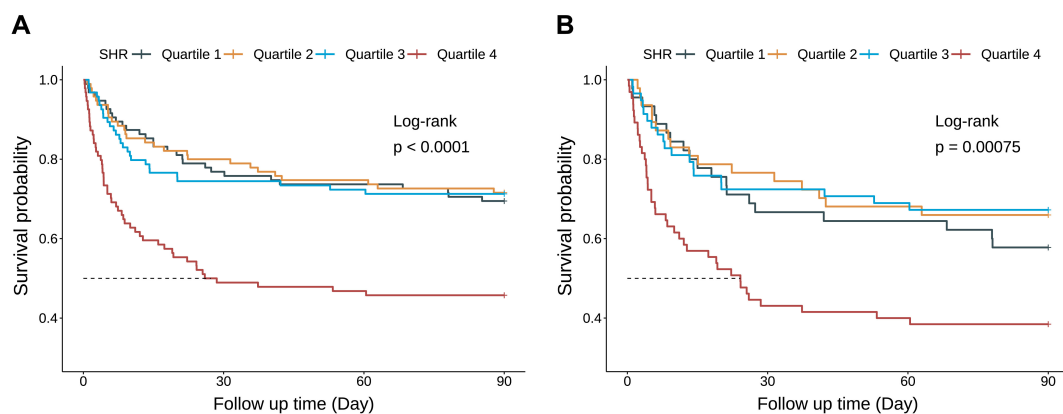 A
SHR Quartile 1 Quartile 2 Quartile 3 Quartile 4
Survival probability
1.0
0.8
0.6
0.4
Log-rank
p < 0.0001
0 30 60 90
Follow up time (Day)
B
SHR Quartile 1 Quartile 2 Quartile 3 Quartile 4
Survival probability
1.0
0.8
0.6
0.4
Log-rank
p = 0.00075
0 30 60 90
Follow up time (Day)